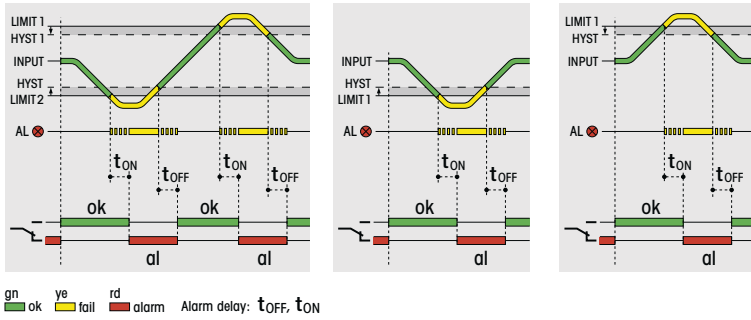 LIMIT 1
HYST 1
INPUT
HYST
LIMIT2
AL
tON
tOFF
tON
tOFF
ok
ok
al
al
INPUT
HYST
LIMIT 1
AL
tON
tOFF
ok
al
LIMIT 1
HYST
INPUT
AL
tON
tOFF
ok
al
gn ok
ye fail
rd alarm
Alarm delay: tOFF, tON